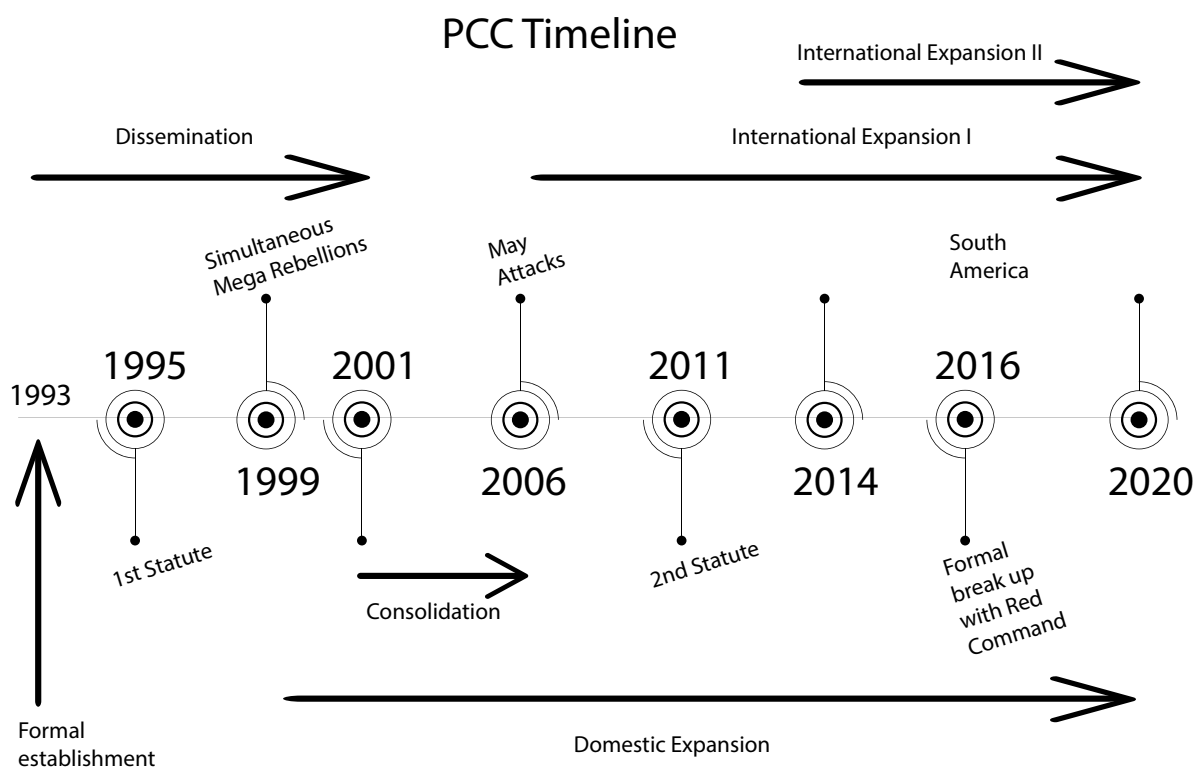 PCC Timeline
International Expansion II
Dissemination
International Expansion I
Simultaneous
Mega Rebellions
May
Attacks
South
America
1993
1995
2001
2011
2016
1999
2006
2014
2020
1st Statute
2nd Statute
Formal
break up
with Red
Command
Consolidation
Formal
establishment
Domestic Expansion